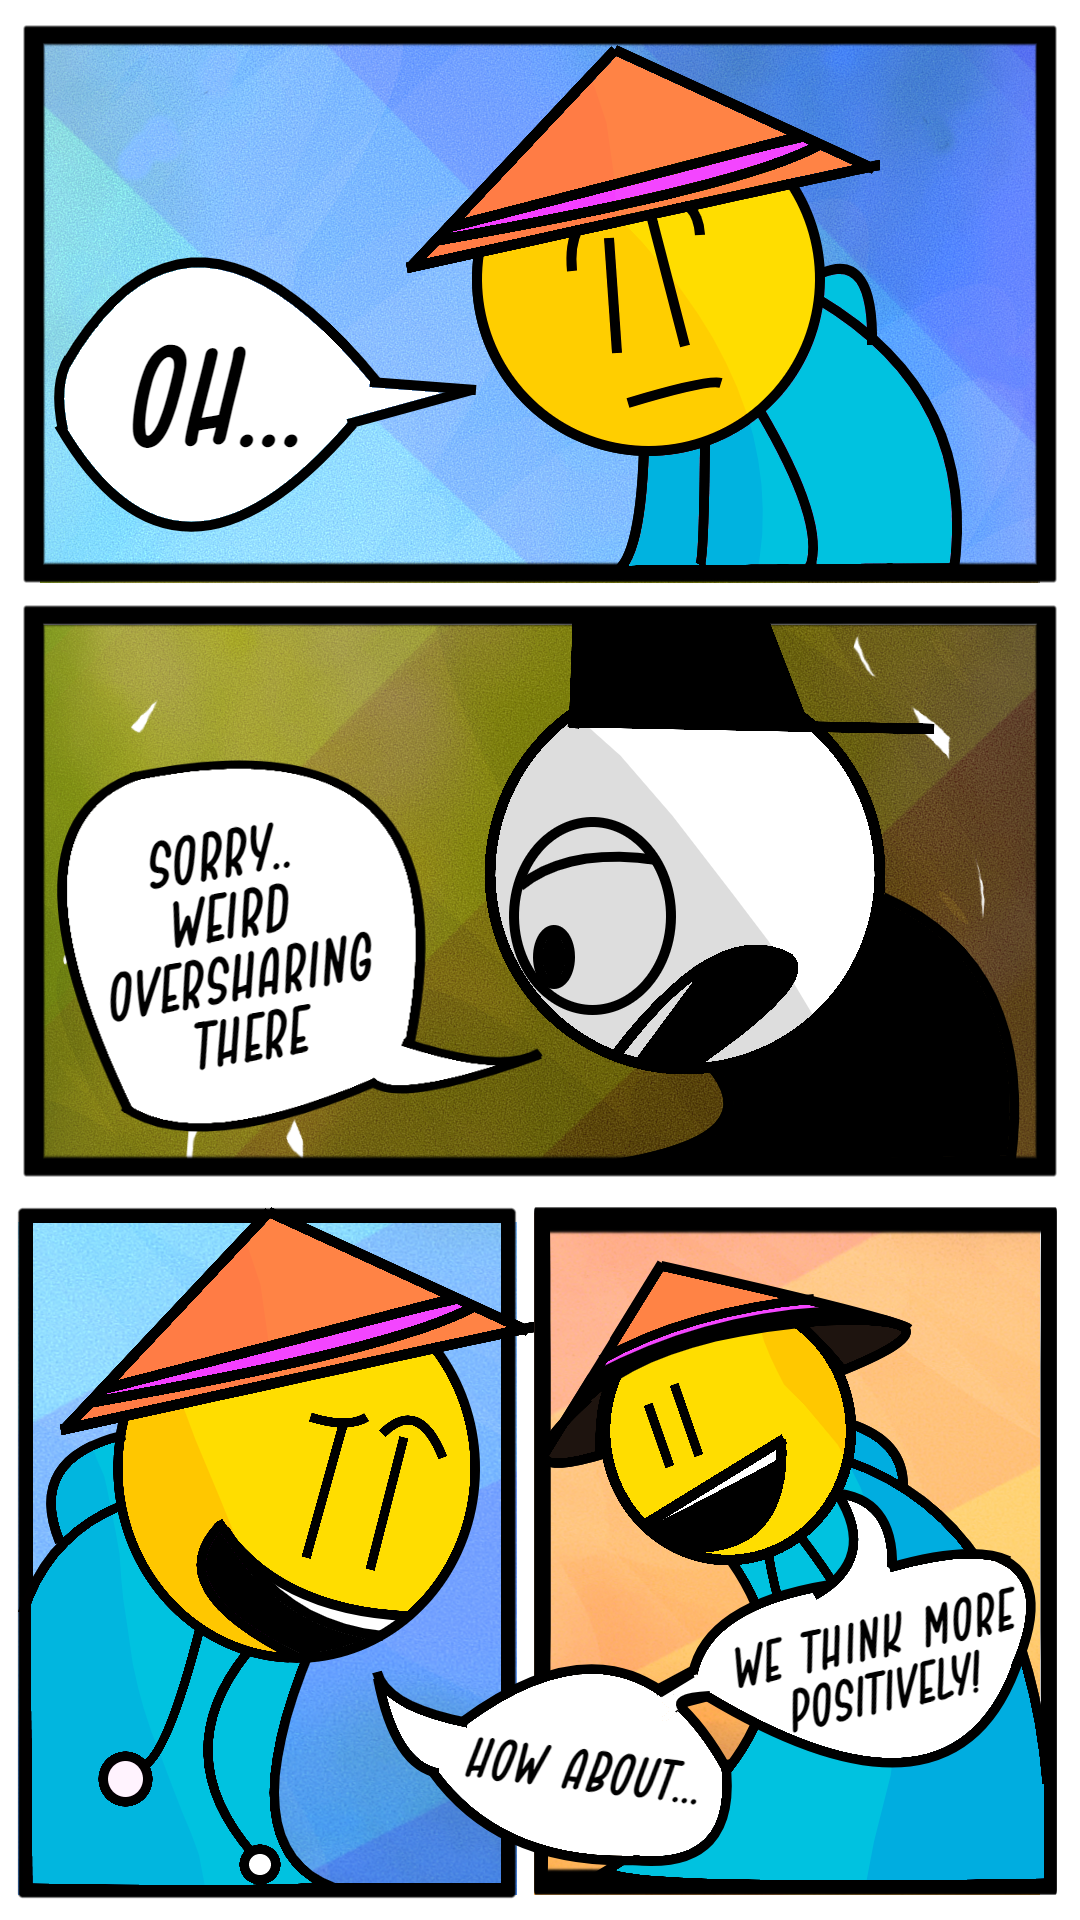 OH...
SORRY..
WEIRD
OVERSHARING
THERE
HOW ABOUT...
WE THINK MORE
POSITIVELY!